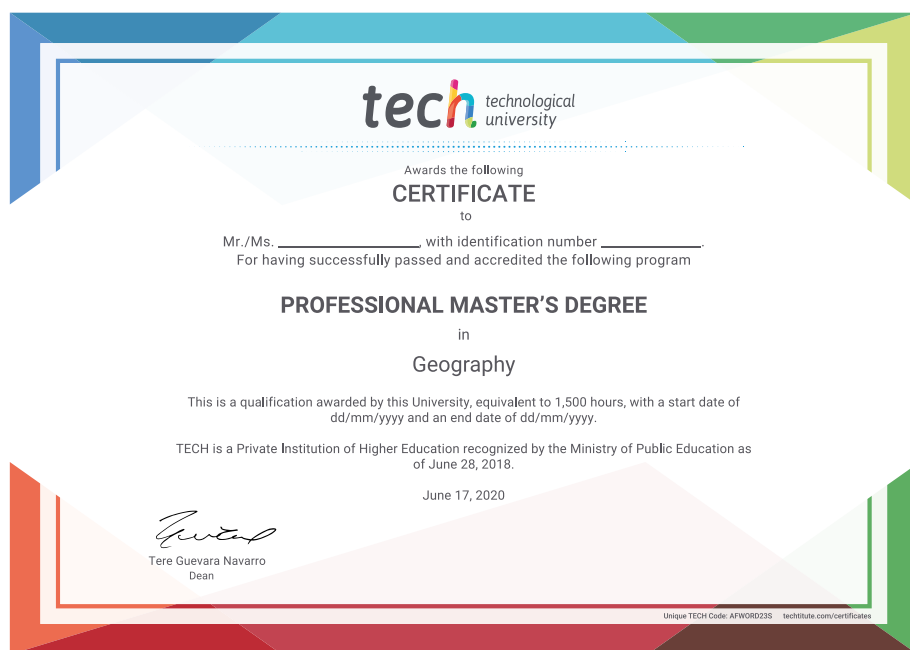 tech technological
university
Awards the following
CERTIFICATE
to
Mr./Ms. ____________________, with identification number ______________.
For having successfully passed and accredited the following program
PROFESSIONAL MASTER'S DEGREE
in
Geography
This is a qualification awarded by this University, equivalent to 1,500 hours, with a start date of
dd/mm/yyyy and an end date of dd/mm/yyyy.
TECH is a Private Institution of Higher Education recognized by the Ministry of Public Education as
of June 28, 2018.
June 17, 2020
Tere Guevara Navarro
Dean
Unique TECH Code: AFWORD23S techtitute.com/certificates